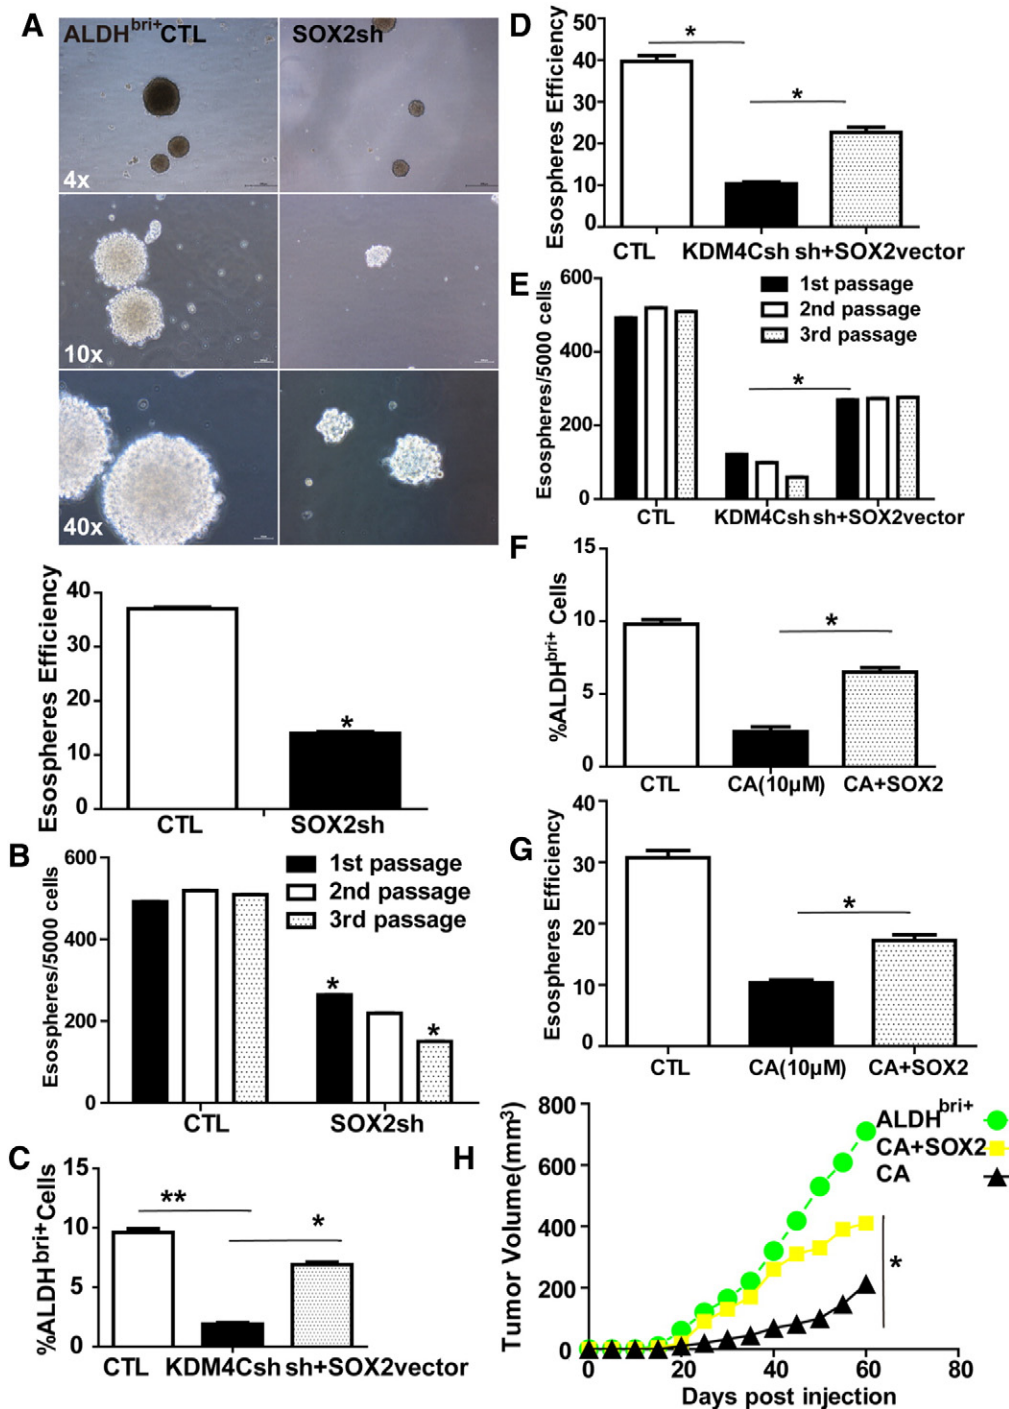 A
ALDHbri+CTL
SOX2sh
4x
10x
40x
Esospheres Efficiency
40
30
20
10
0
*
CTL
SOX2sh
B
Esospheres/5000 cells
600
400
200
0
1st passage
2nd passage
3rd passage
*
*
CTL
SOX2sh
C
%ALDHbri+Cells
15
10
5
0
**
*
CTL
KDM4Csh
sh+SOX2vector
D
Esospheres Efficiency
50
40
30
20
10
0
*
*
CTL
KDM4Csh
sh+SOX2vector
E
Esospheres/5000 cells
600
400
200
0
1st passage
2nd passage
3rd passage
*
CTL
KDM4Csh
sh+SOX2vector
F
%ALDHbri+ Cells
15
10
5
0
*
CTL
CA(10µM)
CA+SOX2
G
Esospheres Efficiency
40
30
20
10
0
*
CTL
CA(10µM)
CA+SOX2
H
Tumor Volume(mm3)
800
600
400
200
0
ALDHbri+
CA+SOX2
CA
*
0
20
40
60
80
Days post injection